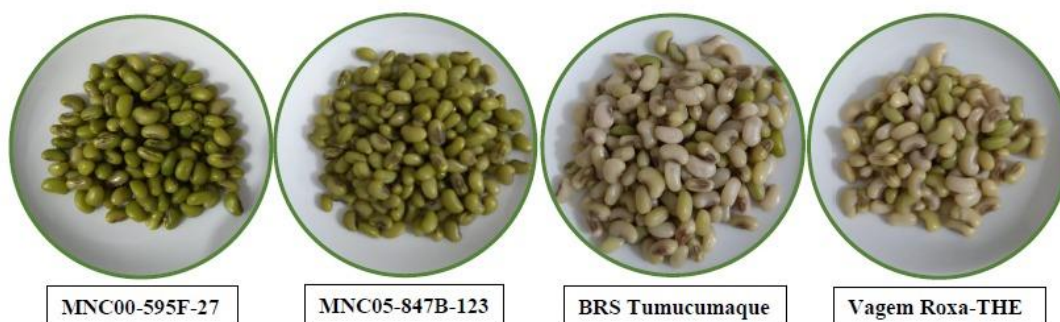 MNC00-595F-27
MNC05-847B-123
BRS Tumucumaque
Vagem Roxa-THE